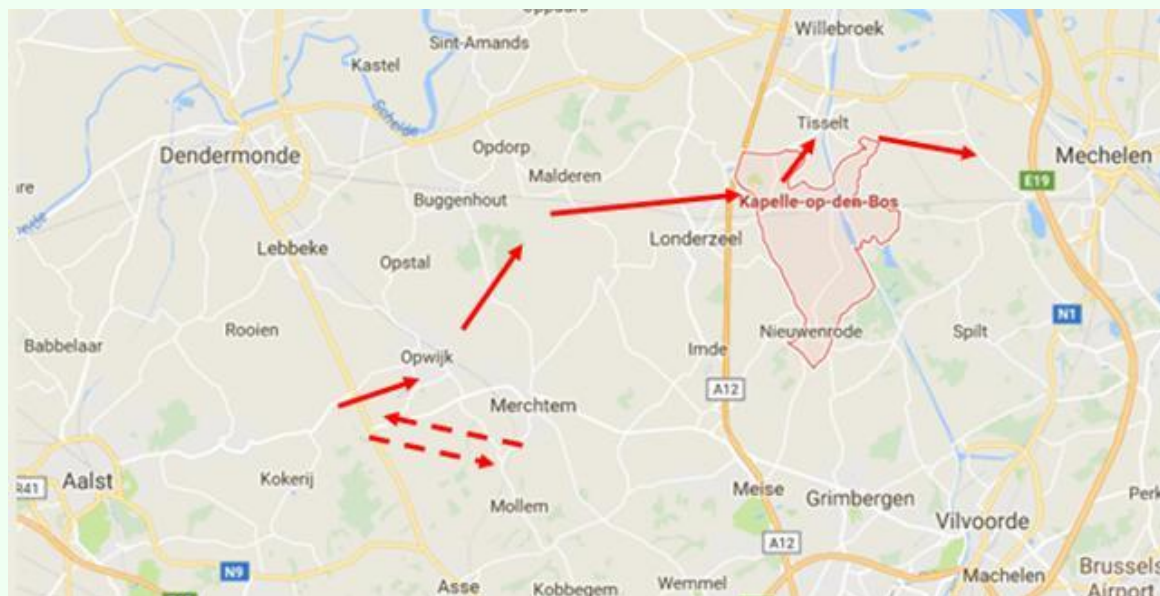 Willebroek
Sint-Amands
Kastel
Schelde
Tisselt
Dendermonde
Opdorp
Mechelen
Malderen
E19
Buggenhout
Kapelle-op-den-Bos
Lebbeke
Londerzeel
Opstal
N1
Rooien
Nieuwenrode
Spilt
Babbelaar
Opwijk
Imde
A12
Merchtem
Aalst
Kokerij
R41
Meise
Grimbergen
Mollem
Vilvoorde
A12
N9
Asse
Kobbegem
Wemmel
Machelen
Brussels
Airport